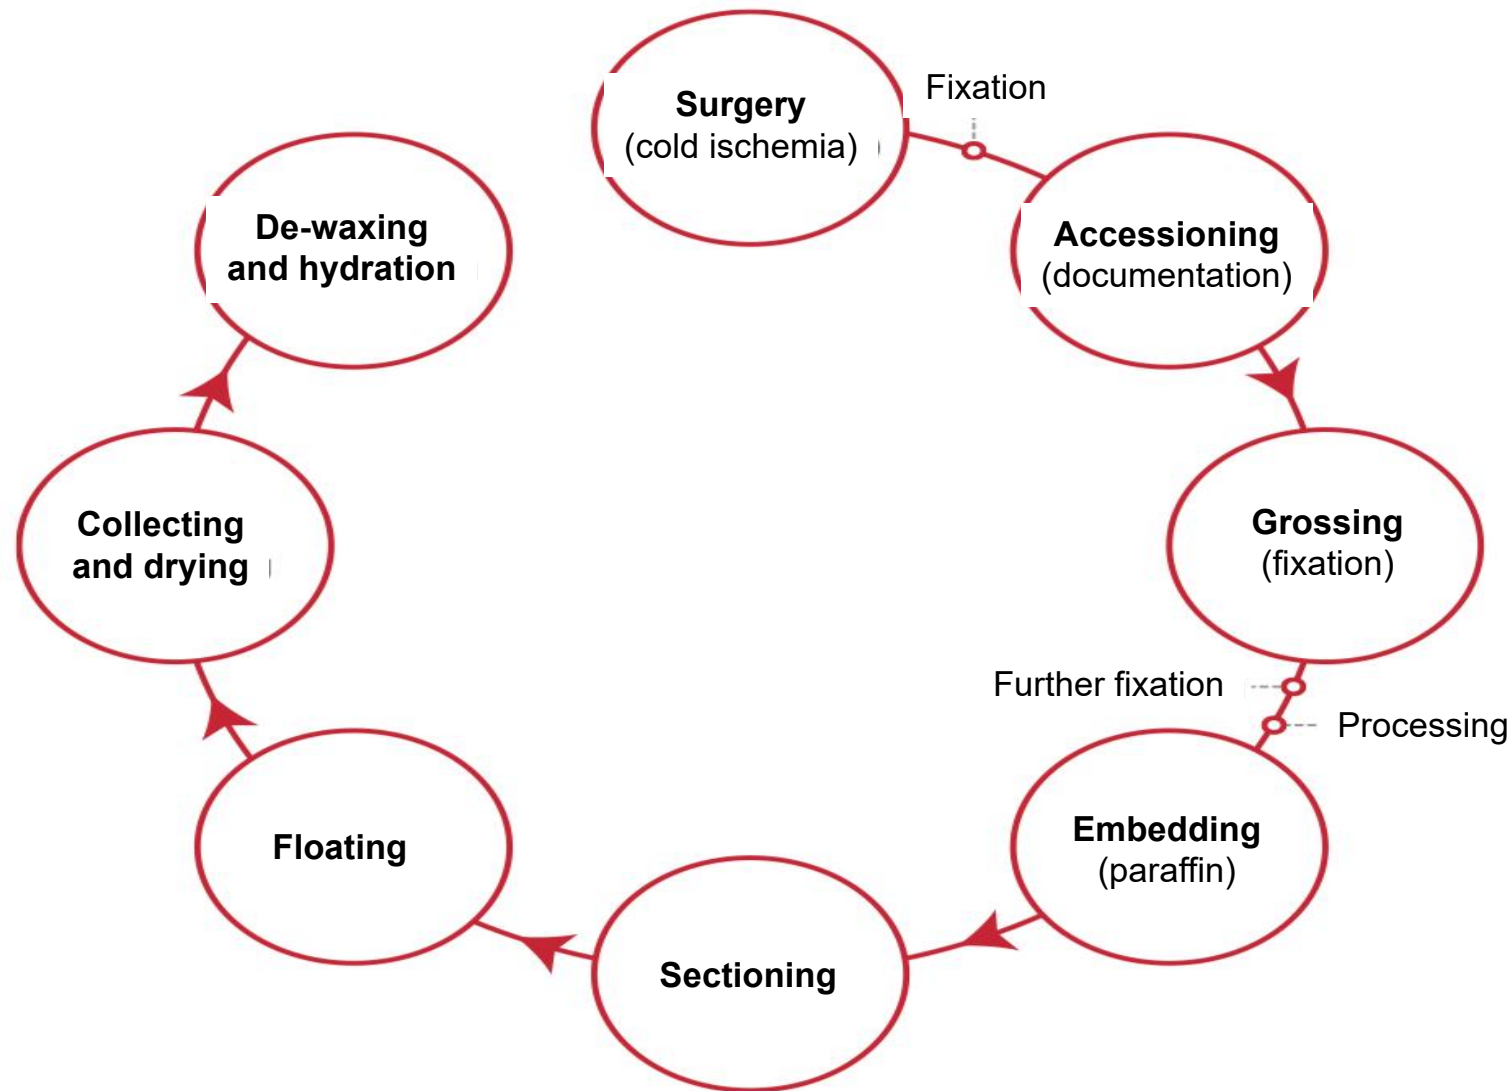 Surgery
(cold ischemia)
Fixation
Accessioning
(documentation)
Grossing
(fixation)
Further fixation
Processing
Embedding
(paraffin)
Sectioning
Floating
Collecting
and drying
De-waxing
and hydration